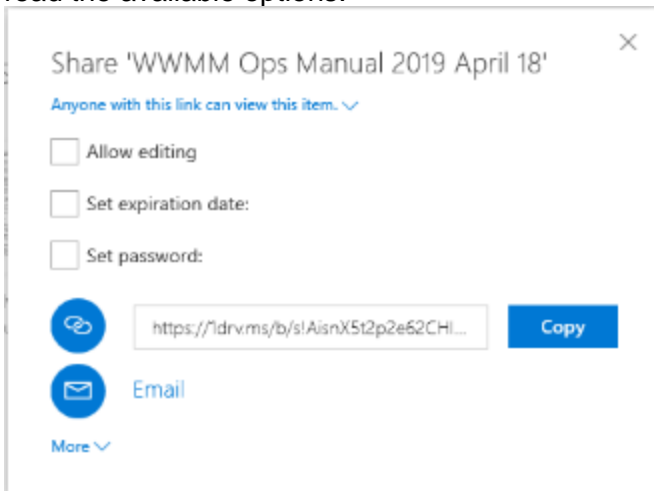 read the available options.
Share 'WWMM Ops Manual 2019 April 18'
Anyone with this link can view this item.
Allow editing
Set expiration date:
Set password:
https://1drv.ms/b/s!AisnX5t2p2e62CHI... Copy
Email
More